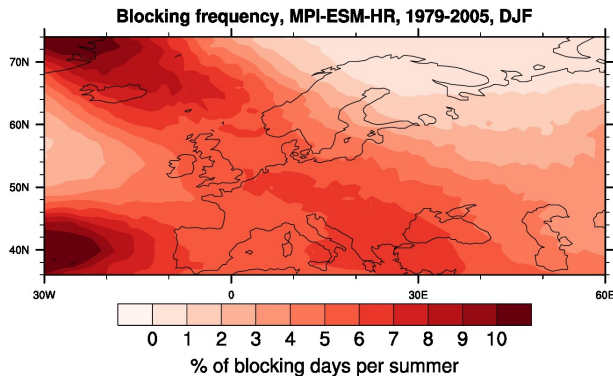 Blocking frequency, MPI-ESM-HR, 1979-2005, DJF
70N
60N
50N
40N
30W 0 30E 60E
0 1 2 3 4 5 6 7 8 9 10
% of blocking days per summer